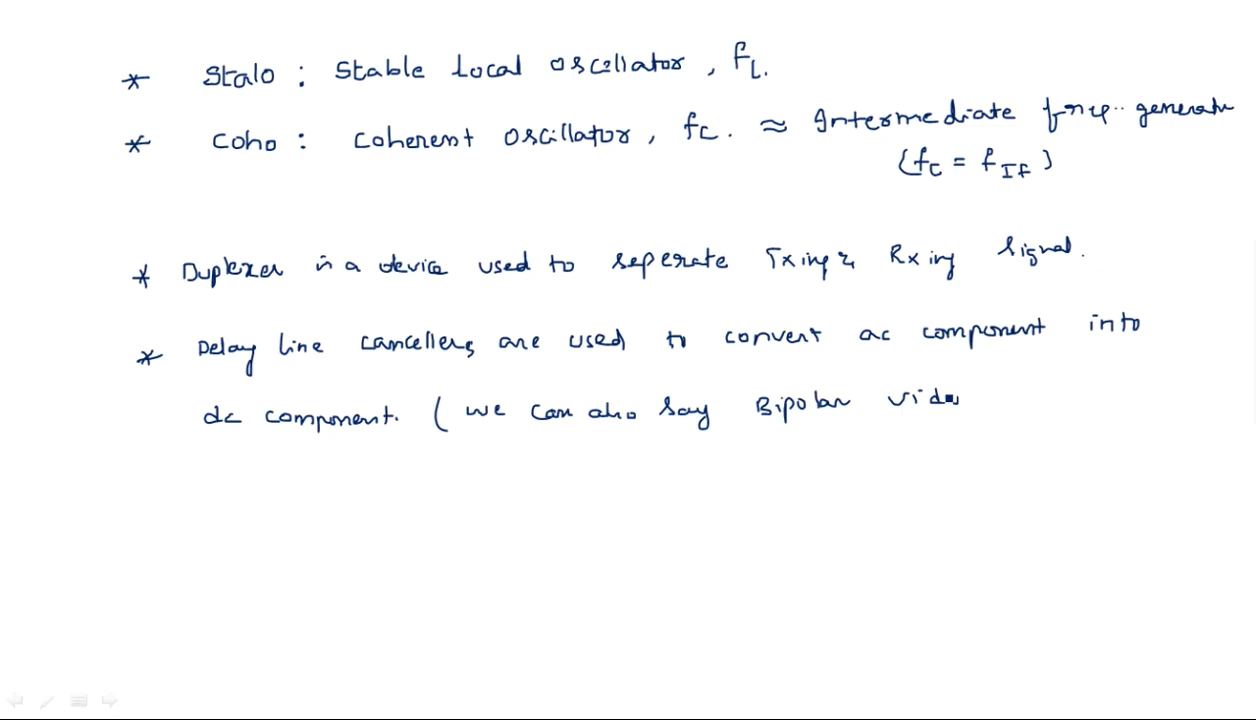 * Stalo : Stable Local oscillator , fL.
* Coho : Coherent oscillator , fc . ≈ Intermediate freq.. generate
(fc = fIF)
* Duplexer is a device used to seperate Txing & Rxing signal.
* Delay line cancellers are used to convert ac component into
dc component. ( we can also say Bipolar vide